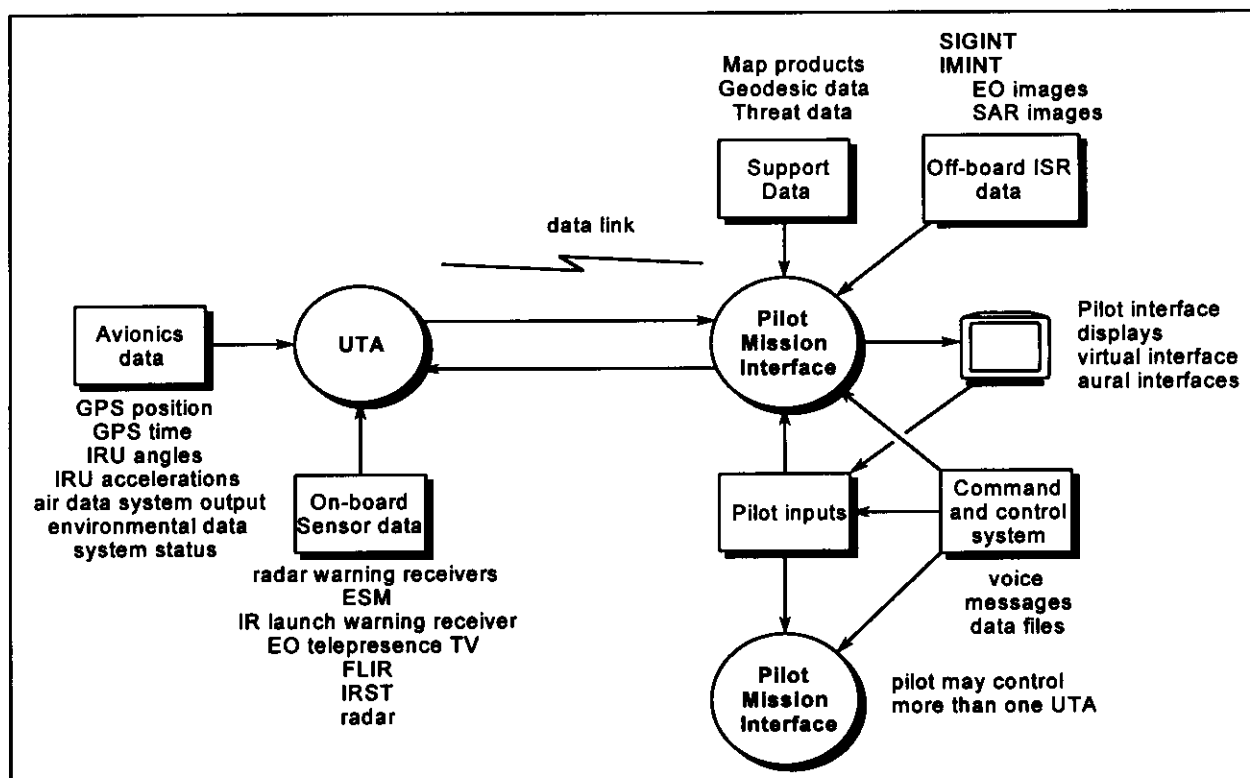 SIGINT
IMINT
EO images
SAR images
Map products
Geodesic data
Threat data
Support
Data
Off-board ISR
data
data link
Avionics
data
UTA
Pilot
Mission
Interface
Pilot interface
displays
virtual interface
aural interfaces
GPS position
GPS time
IRU angles
IRU accelerations
air data system output
environmental data
system status
On-board
Sensor data
radar warning receivers
ESM
IR launch warning receiver
EO telepresence TV
FLIR
IRST
radar
Pilot inputs
Command
and control
system
voice
messages
data files
Pilot
Mission
Interface
pilot may control
more than one UTA